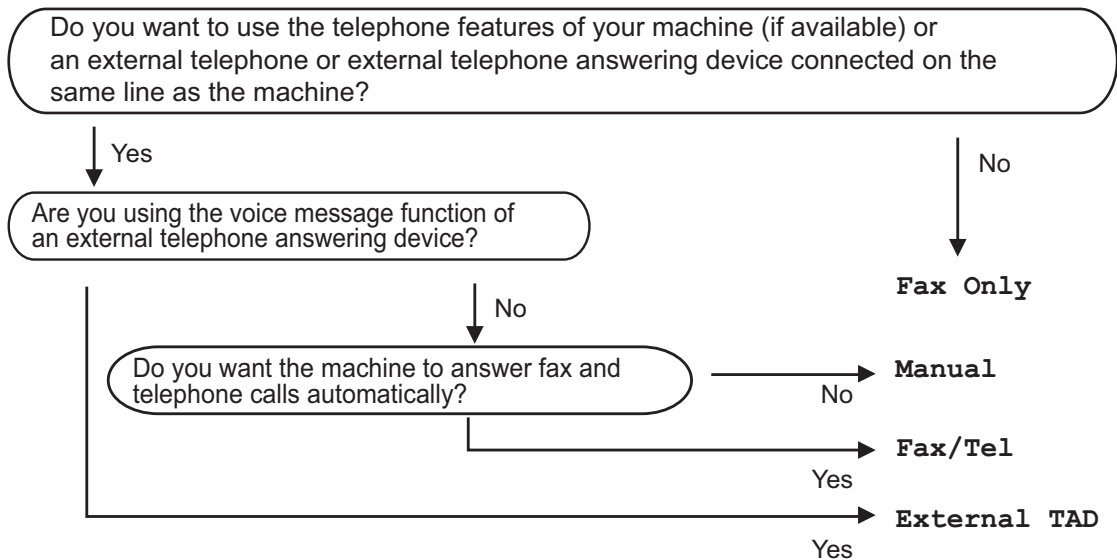 Do you want to use the telephone features of your machine (if available) or
an external telephone or external telephone answering device connected on the
same line as the machine?
Yes
No
Are you using the voice message function of
an external telephone answering device?
Fax Only
No
Do you want the machine to answer fax and
telephone calls automatically?
Manual
No
Fax/Tel
Yes
External TAD
Yes